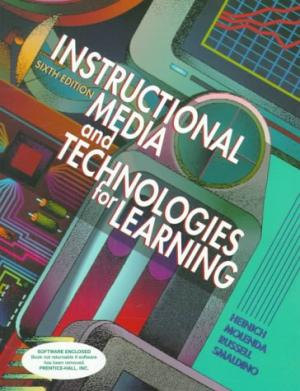 INSTRUCTIONAL
SIXTH EDITION
MEDIA
and
TECHNOLOGIES
for LEARNING
HEINICH
MOLENDA
RUSSELL
SMALDINO
SOFTWARE ENCLOSED
Book not returnable if software
has been removed.
PRENTICE-HALL, INC.